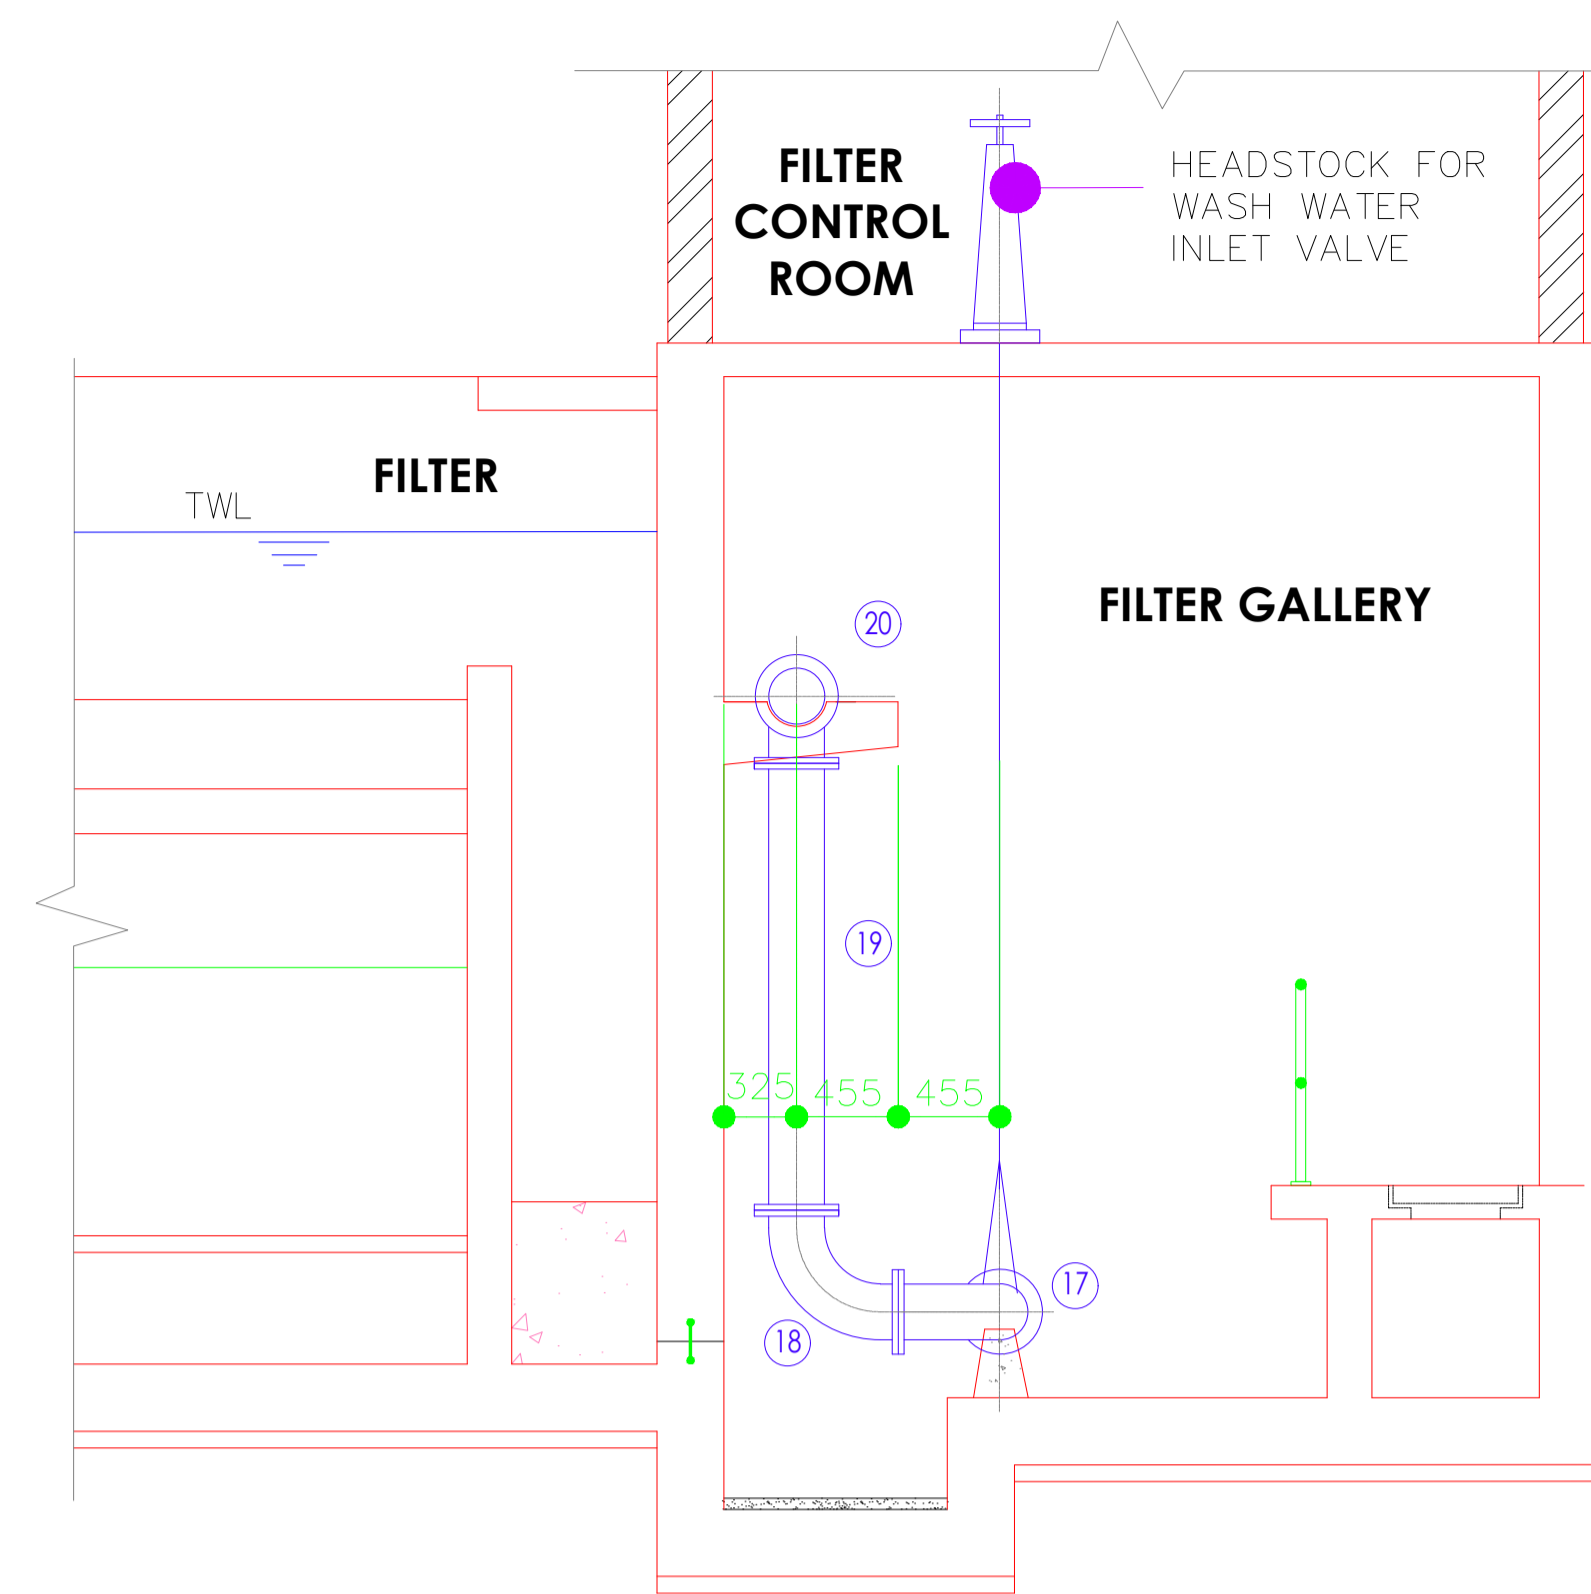 FILTER
CONTROL
ROOM
HEADSTOCK FOR
WASH WATER
INLET VALVE
FILTER
TWL
FILTER GALLERY
20
19
325 455 455
17
18